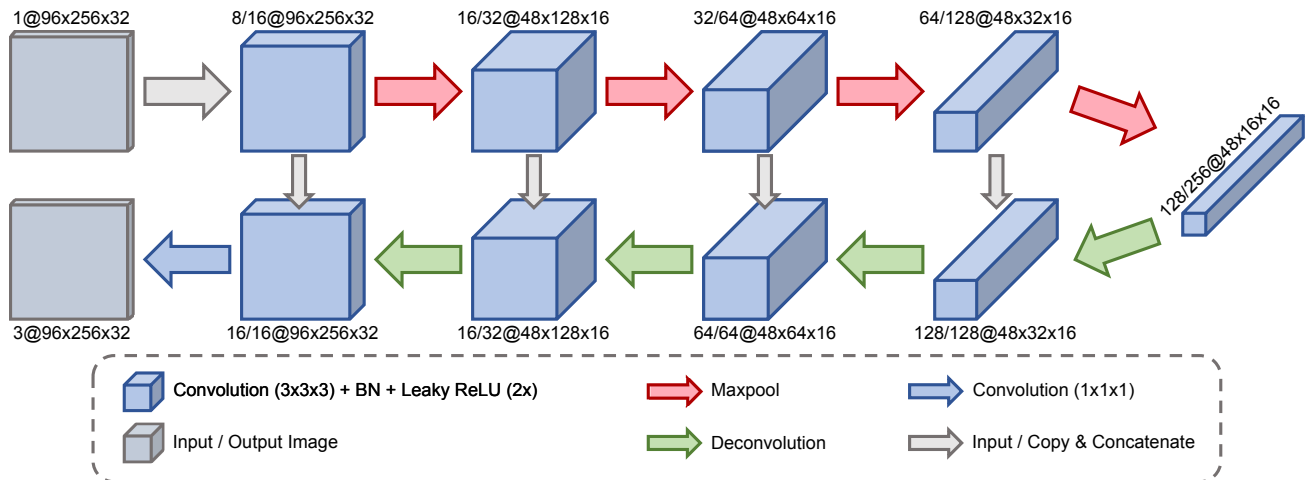 1@96x256x32
8/16@96x256x32
16/32@48x128x16
32/64@48x64x16
64/128@48x32x16
128/256@48x16x16
3@96x256x32
16/16@96x256x32
16/32@48x128x16
64/64@48x64x16
128/128@48x32x16
Convolution (3x3x3) + BN + Leaky ReLU (2x)
Maxpool
Convolution (1x1x1)
Input / Output Image
Deconvolution
Input / Copy & Concatenate